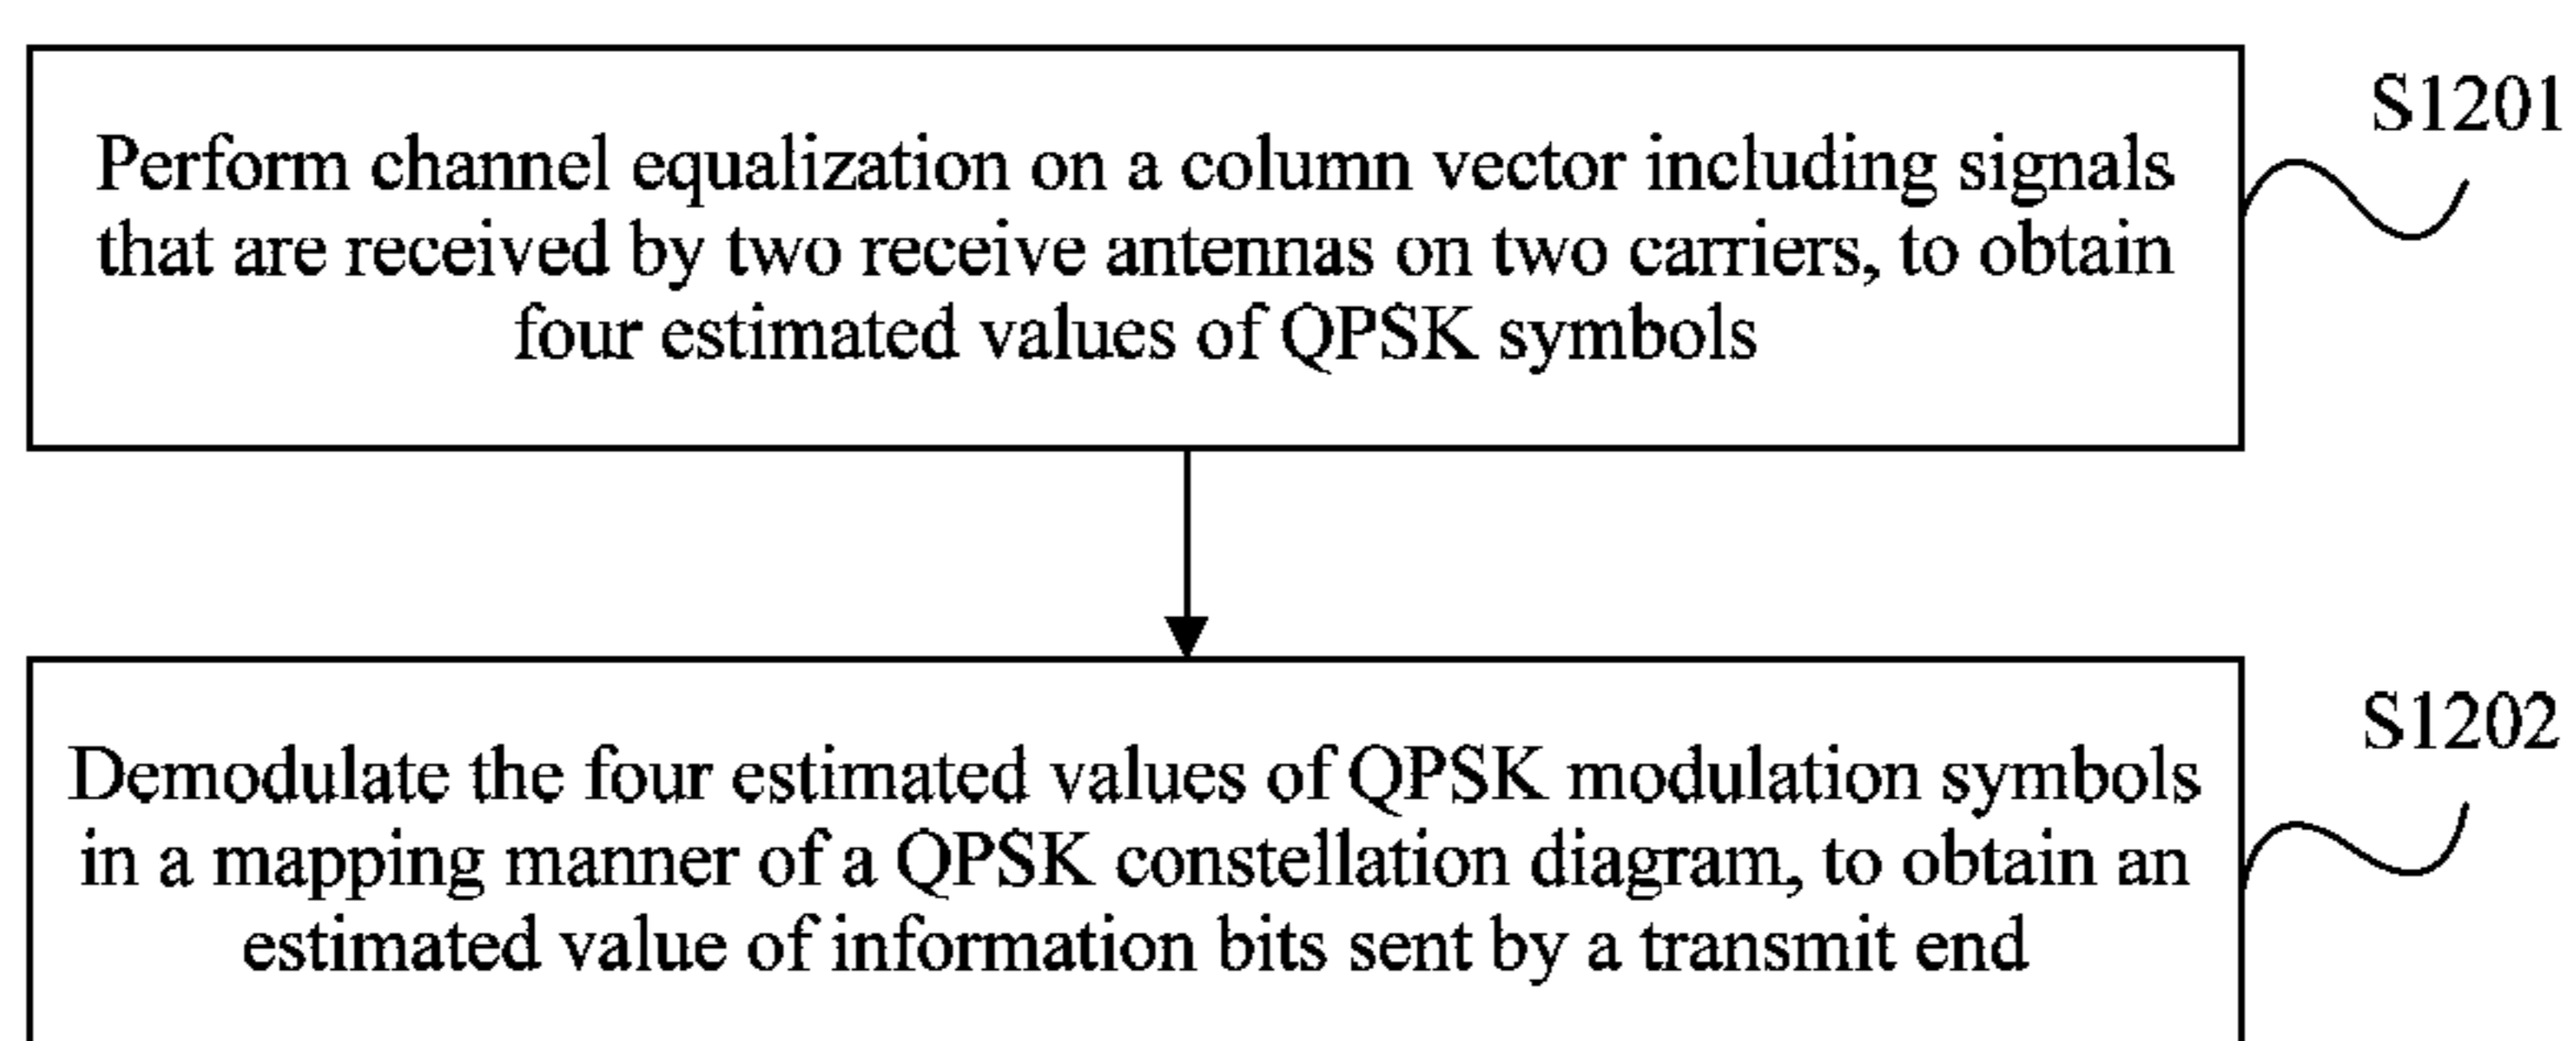 S1201
Perform channel equalization on a column vector including signals
that are received by two receive antennas on two carriers, to obtain
four estimated values of QPSK symbols
S1202
Demodulate the four estimated values of QPSK modulation symbols
in a mapping manner of a QPSK constellation diagram, to obtain an
estimated value of information bits sent by a transmit end